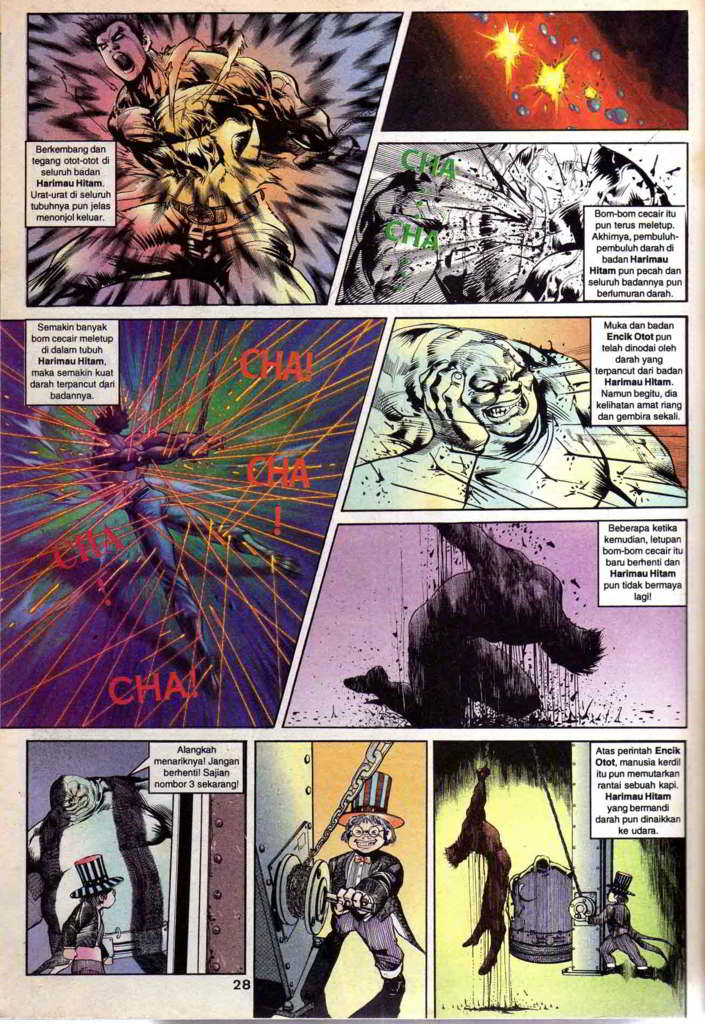 Berkembang dan
tegang otot-otot di
seluruh badan
Harimau Hitam.
Urat-urat di seluruh
tubuhnya pun jelas
menonjol keluar.
CHA
CHA
Bom-bom cecair itu
pun terus meletup.
Akhirnya, pembuluh-
pembuluh darah di
badan Harimau
Hitam pun pecah dan
seluruh badannya pun
berlumuran darah.
Semakin banyak
bom cecair meletup
di dalam tubuh
Harimau Hitam,
maka semakin kuat
darah terpancut dari
badannya.
CHA!
CHA
!
CHA
!
CHA!
Muka dan badan
Encik Otot pun
telah dinodai oleh
darah yang
terpancut dari badan
Harimau Hitam.
Namun begitu, dia
kelihatan amat riang
dan gembira sekali.
Beberapa ketika
kemudian, letupan
bom-bom cecair itu
baru berhenti dan
Harimau Hitam
pun tidak bermaya
lagi!
Alangkah
menariknya! Jangan
berhenti! Sajian
nombor 3 sekarang!
Atas perintah Encik
Otot, manusia kerdil
itu pun memutarkan
rantai sebuah kapi.
Harimau Hitam
yang bermandi
darah pun dinaikkan
ke udara.
28